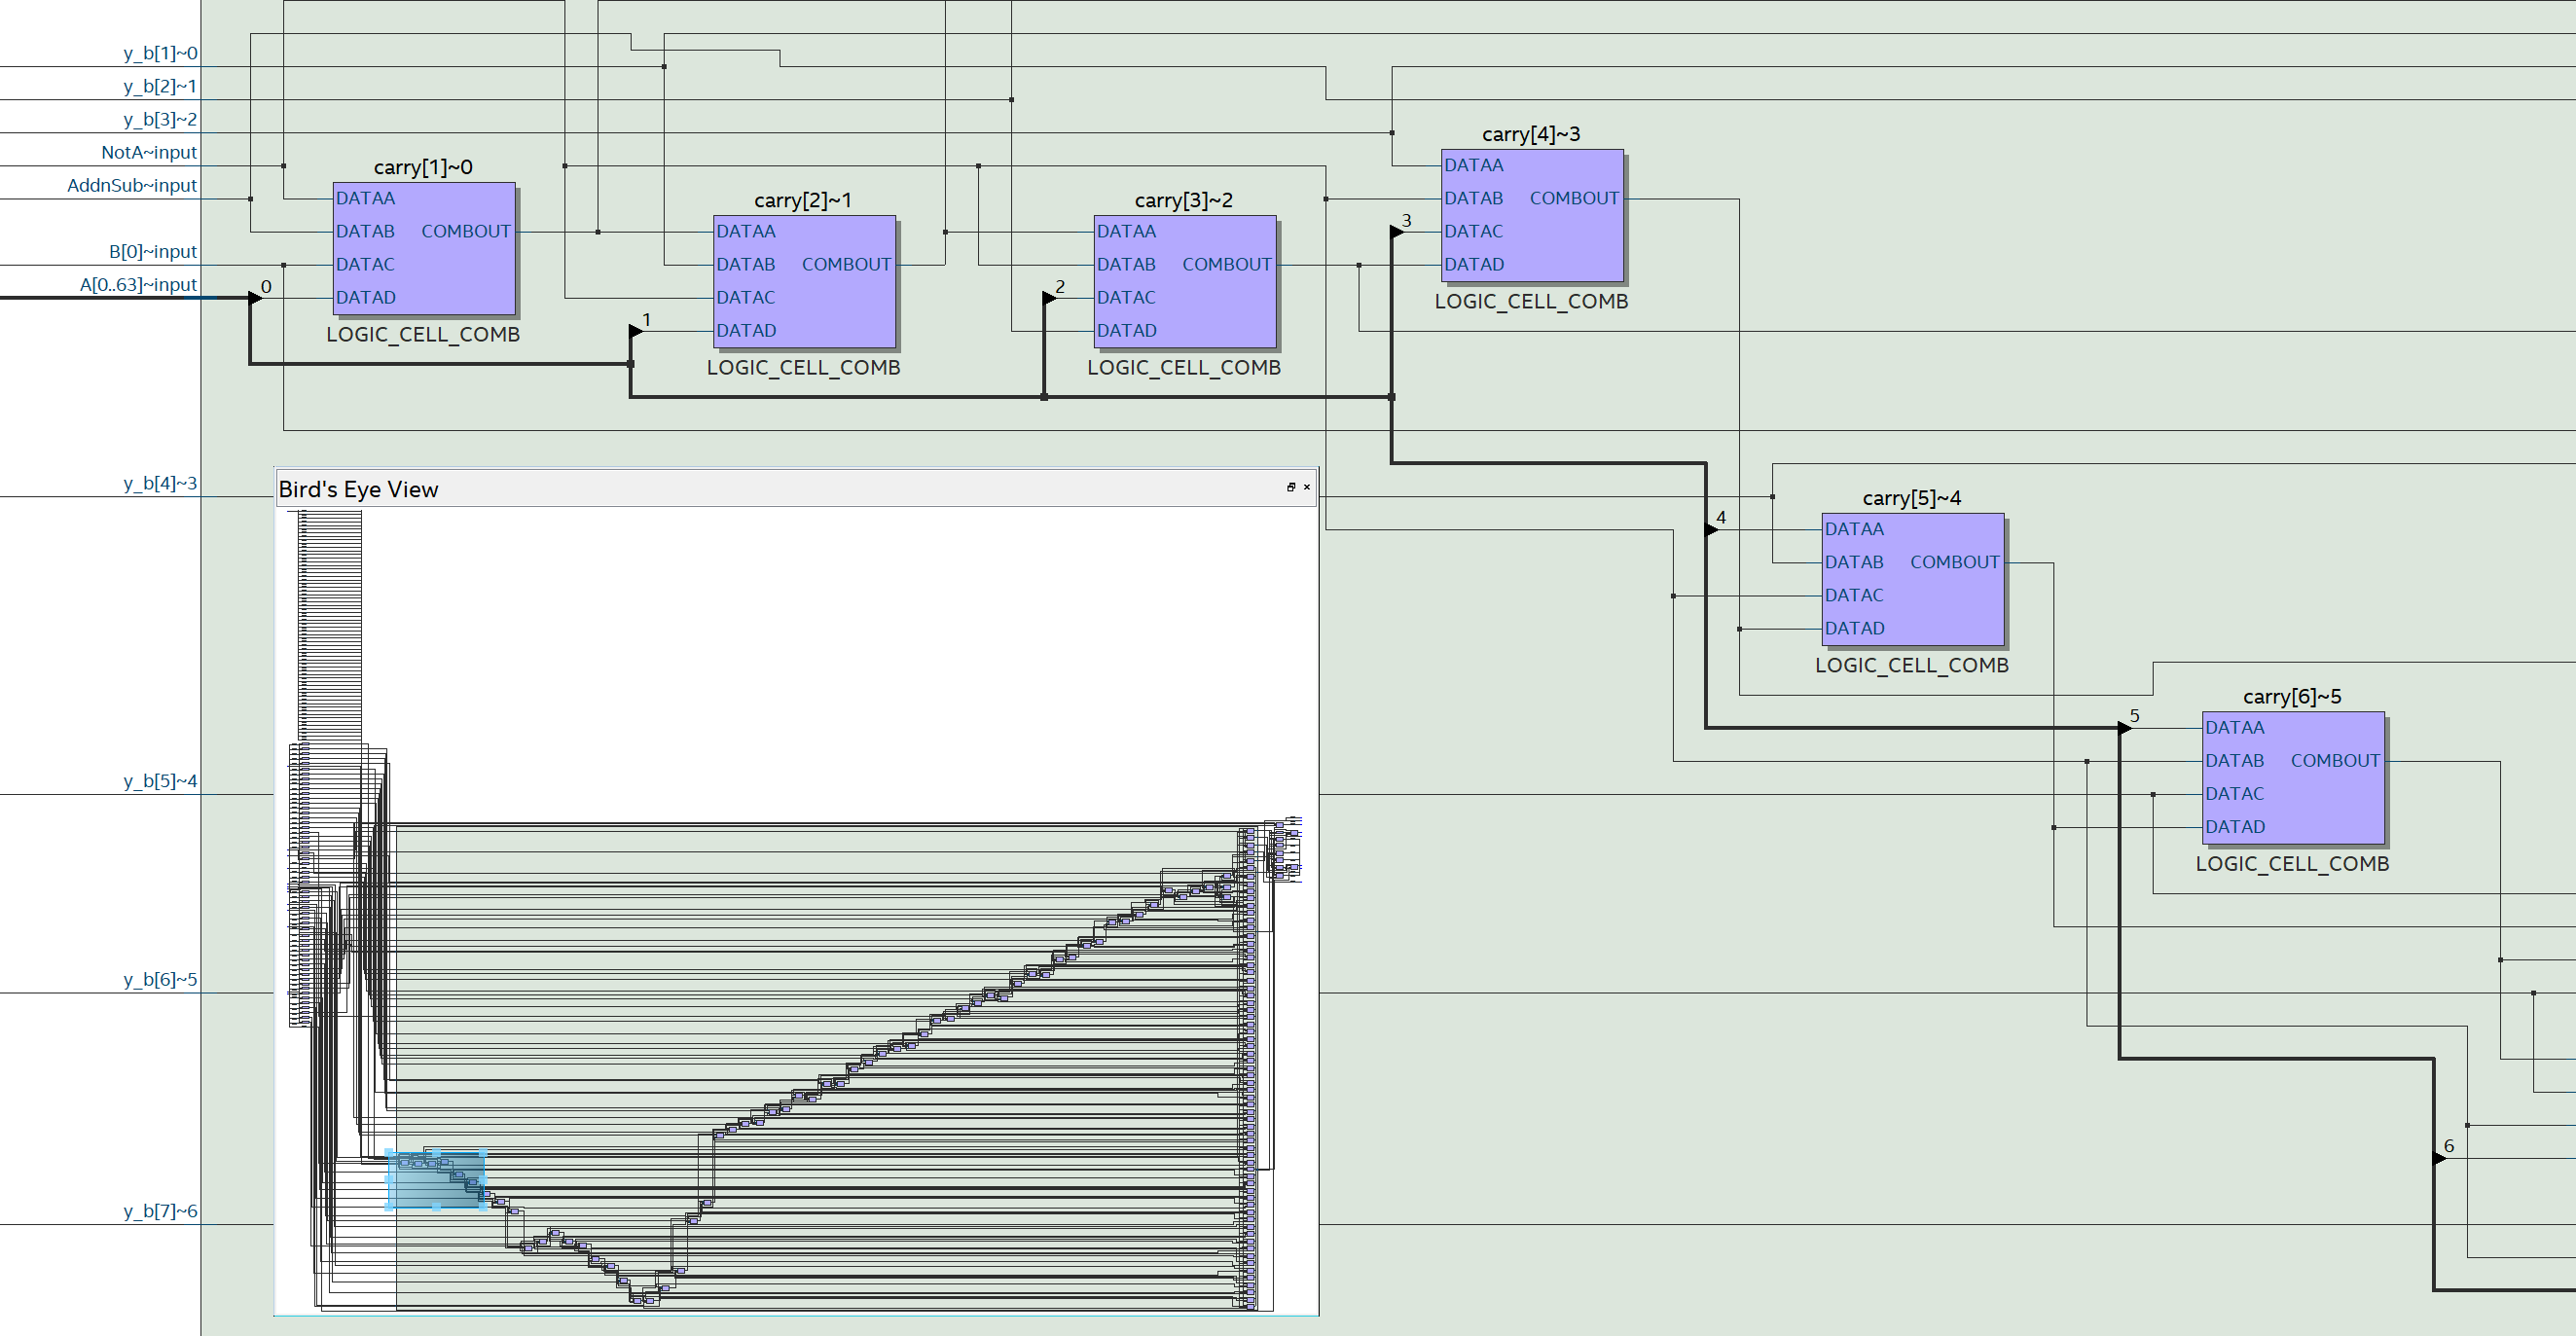 y_b[1]~0
y_b[2]~1
y_b[3]~2
NotA~input
AddnSub~input
B[0]~input
A[0..63]~input
0
carry[1]~0
DATAA
DATAB COMBOUT
DATAC
DATAD
LOGIC_CELL_COMB
1
carry[2]~1
DATAA
DATAB COMBOUT
DATAC
DATAD
LOGIC_CELL_COMB
2
carry[3]~2
DATAA
DATAB COMBOUT
DATAC
DATAD
LOGIC_CELL_COMB
3
carry[4]~3
DATAA
DATAB COMBOUT
DATAC
DATAD
LOGIC_CELL_COMB
y_b[4]~3
Bird's Eye View
4
carry[5]~4
DATAA
DATAB COMBOUT
DATAC
DATAD
LOGIC_CELL_COMB
y_b[5]~4
5
carry[6]~5
DATAA
DATAB COMBOUT
DATAC
DATAD
LOGIC_CELL_COMB
y_b[6]~5
6
y_b[7]~6